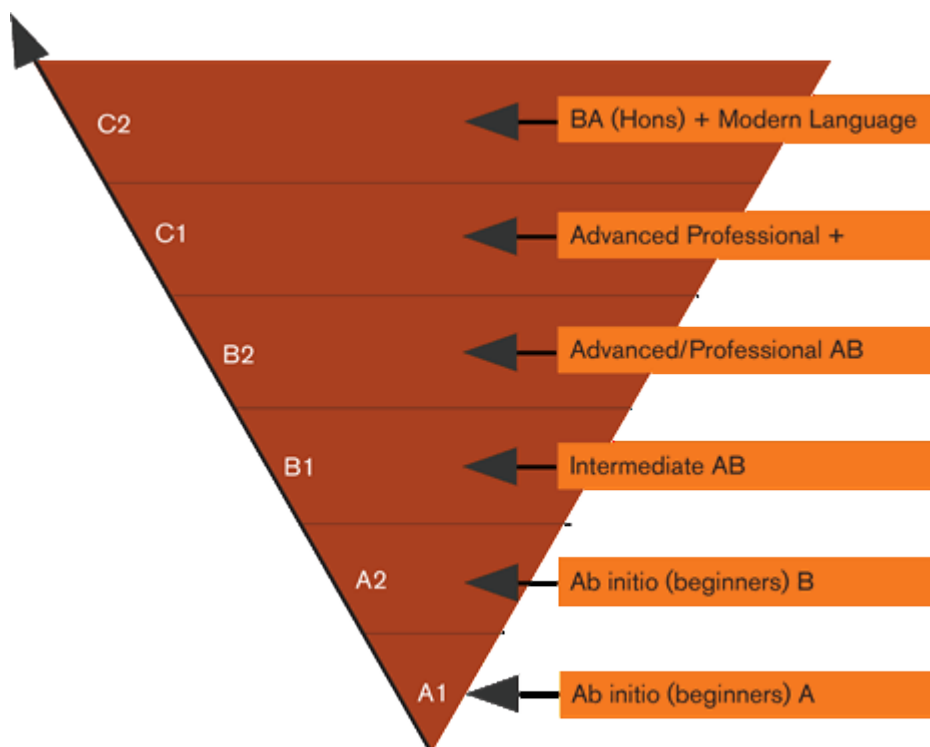 C2
BA (Hons) + Modern Language
C1
Advanced Professional +
B2
Advanced/Professional AB
B1
Intermediate AB
A2
Ab initio (beginners) B
A1
Ab initio (beginners) A